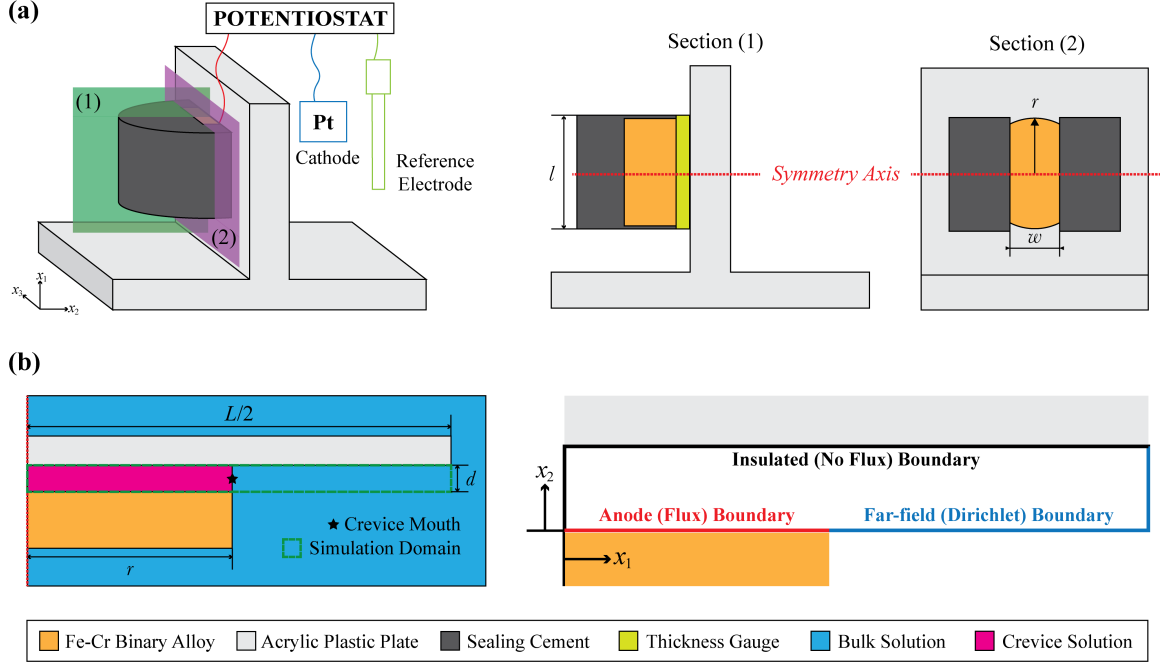 (a)
POTENTIOSTAT
(1)
(2)
Pt
Cathode
Reference
Electrode
x1
x3
x2
Section (1)
Section (2)
l
Symmetry Axis
r
w
(b)
L/2
d
Crevice Mouth
Simulation Domain
r
x2
Insulated (No Flux) Boundary
Anode (Flux) Boundary
Far-field (Dirichlet) Boundary
x1
Fe-Cr Binary Alloy
Acrylic Plastic Plate
Sealing Cement
Thickness Gauge
Bulk Solution
Crevice Solution